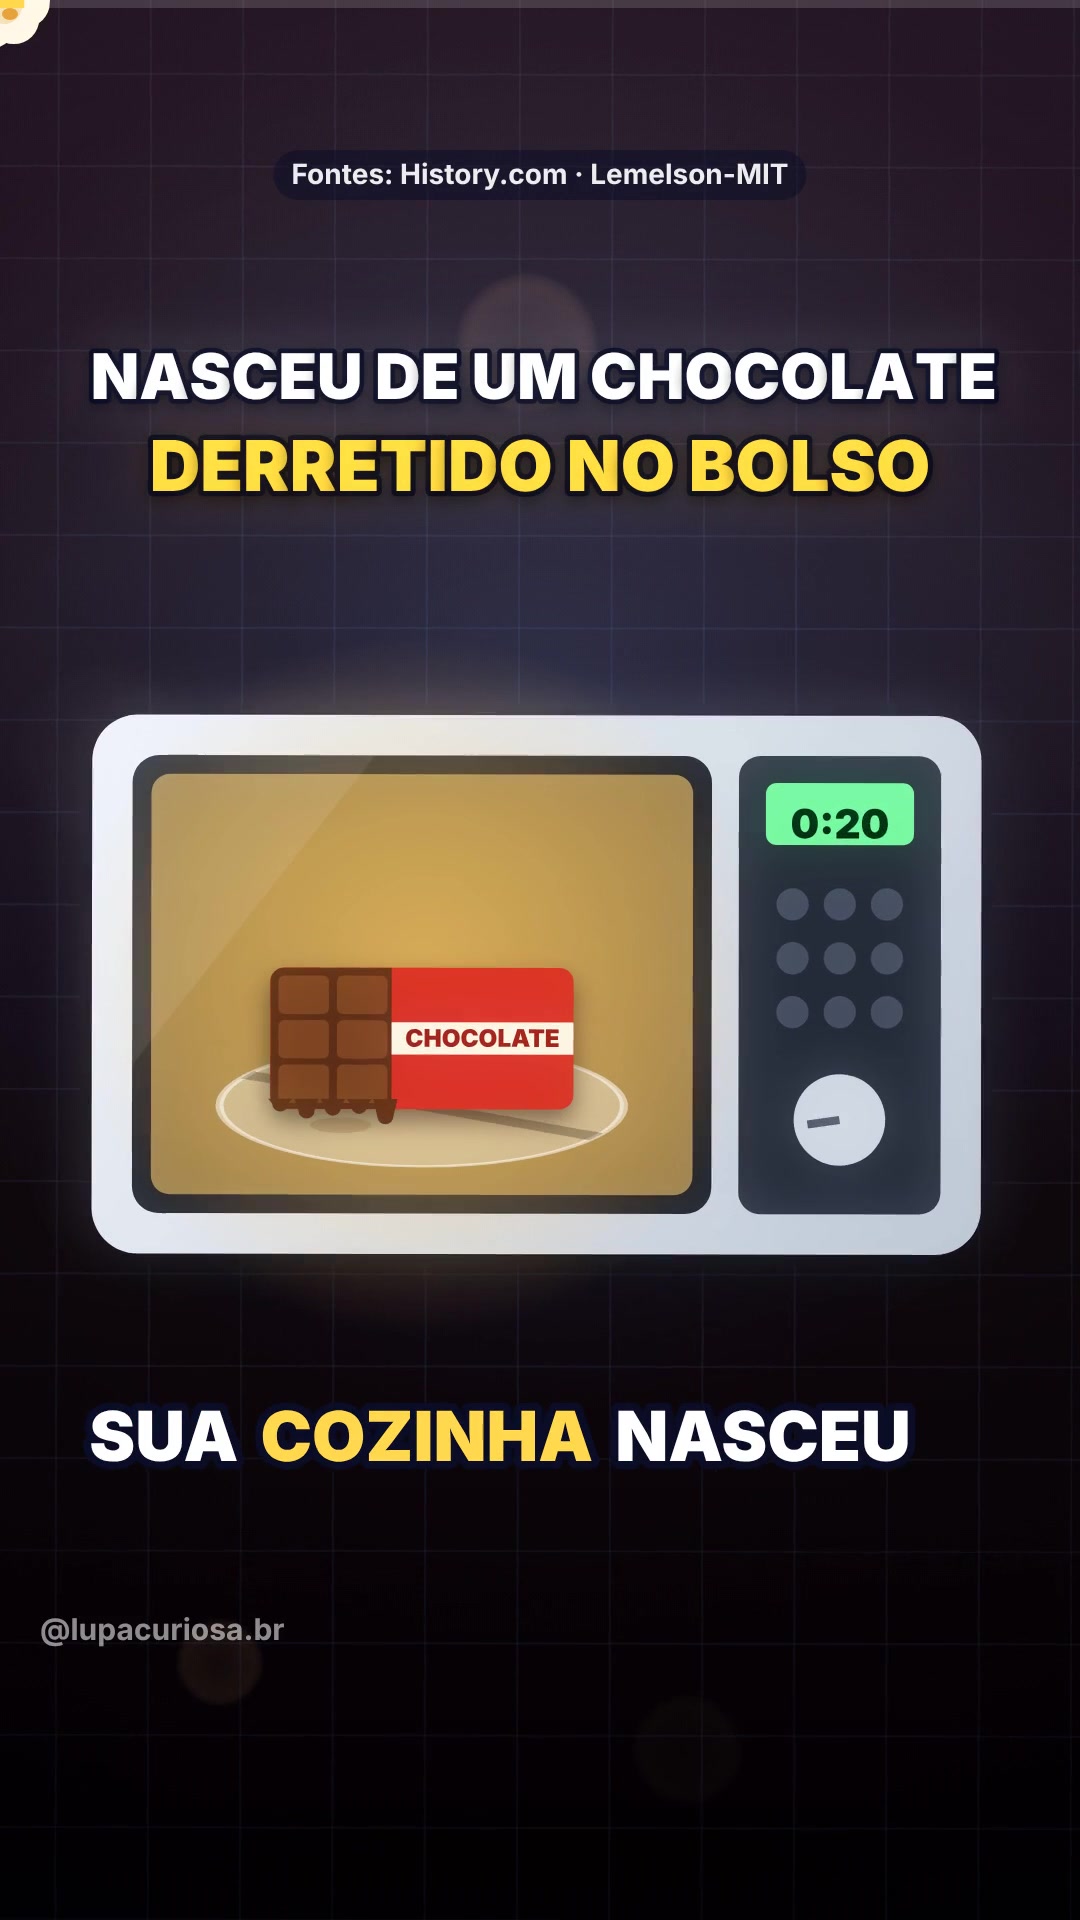 Fontes: History.com · Lemelson-MIT
NASCEU DE UM CHOCOLATE
DERRETIDO NO BOLSO
0:20
CHOCOLATE
SUA COZINHA NASCEU
@lupacuriosa.br